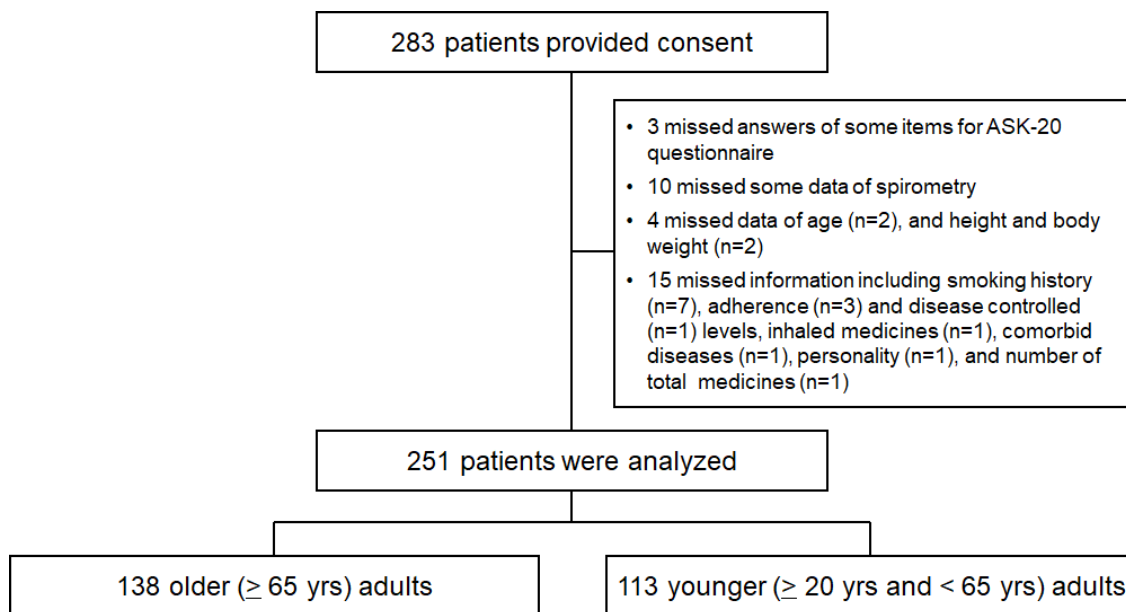 283 patients provided consent
• 3 missed answers of some items for ASK-20
questionnaire
• 10 missed some data of spirometry
• 4 missed data of age (n=2), and height and body
weight (n=2)
• 15 missed information including smoking history
(n=7), adherence (n=3) and disease controlled
(n=1) levels, inhaled medicines (n=1), comorbid
diseases (n=1), personality (n=1), and number of
total medicines (n=1)
251 patients were analyzed
138 older (≥ 65 yrs) adults
113 younger (≥ 20 yrs and < 65 yrs) adults